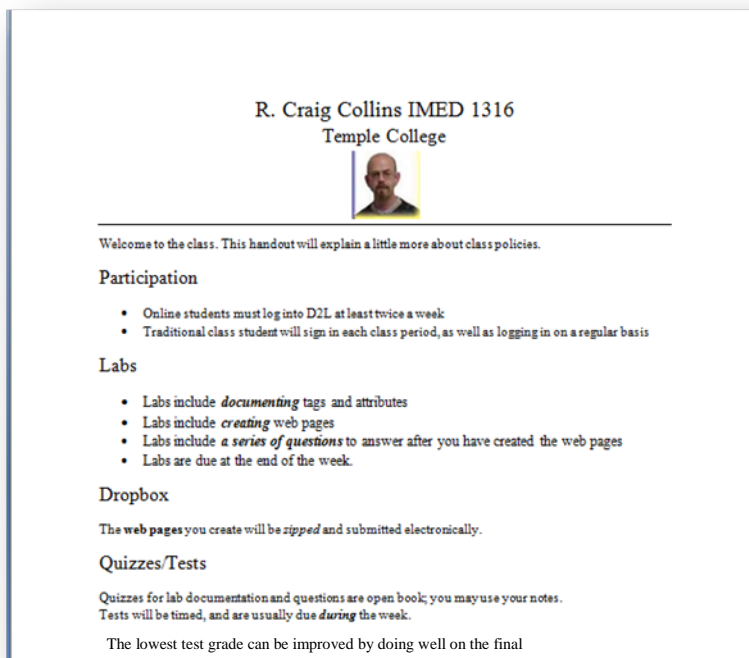 R. Craig Collins IMED 1316
Temple College
Welcome to the class. This handout will explain a little more about class policies.
Participation
• Online students must log into D2L at least twice a week
• Traditional class student will sign in each class period, as well as logging in on a regular basis
Labs
• Labs include documenting tags and attributes
• Labs include creating web pages
• Labs include a series of questions to answer after you have created the web pages
• Labs are due at the end of the week.
Dropbox
The web pages you create will be zipped and submitted electronically.
Quizzes/Tests
Quizzes for lab documentation and questions are open book; you may use your notes.
Tests will be timed, and are usually due during the week.
The lowest test grade can be improved by doing well on the final